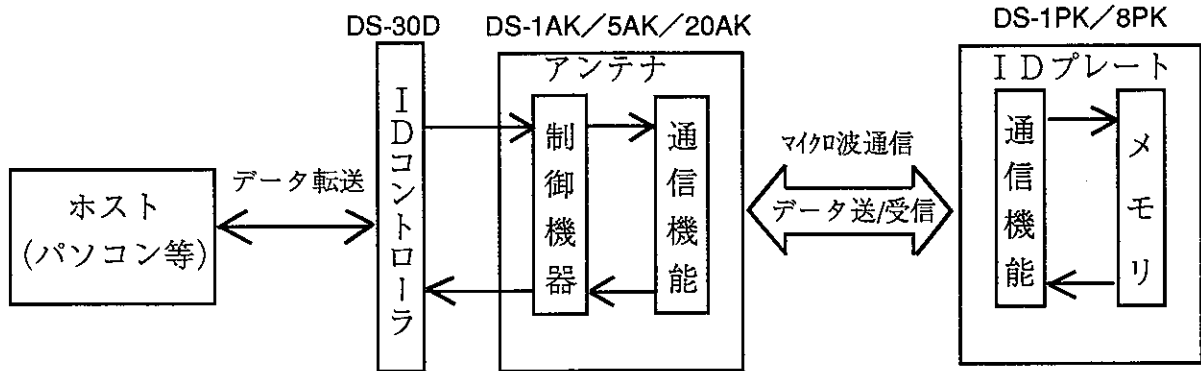 DS-30D
DS-1AK／5AK／20AK
DS-1PK／8PK
ホスト
(パソコン等)
データ転送
ＩＤコントローラ
アンテナ
制御機器
通信機能
マイクロ波通信
データ送/受信
ＩＤプレート
通信機能
メモリ